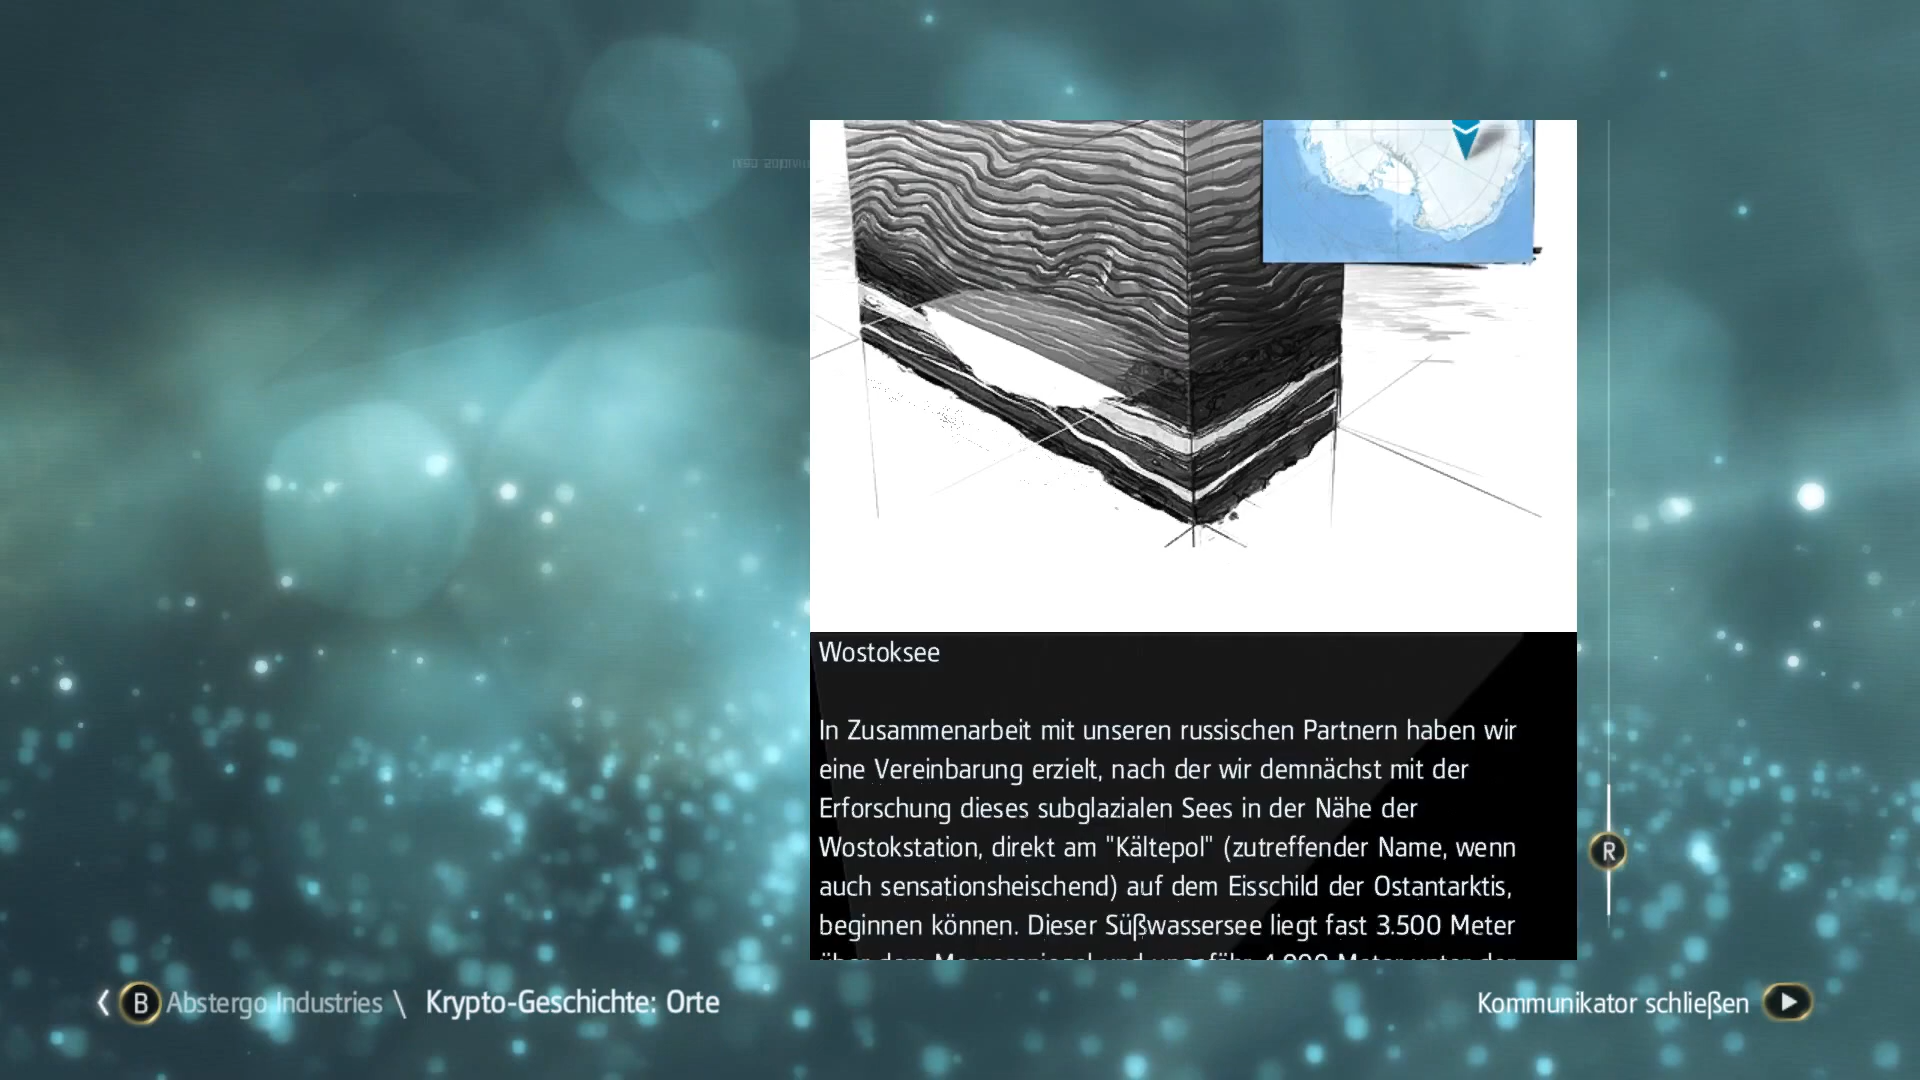 Wostoksee
In Zusammenarbeit mit unseren russischen Partnern haben wir
eine Vereinbarung erzielt, nach der wir demnächst mit der
Erforschung dieses subglazialen Sees in der Nähe der
Wostokstation, direkt am "Kältepol" (zutreffender Name, wenn
auch sensationsheischend) auf dem Eisschild der Ostantarktis,
beginnen können. Dieser Süßwassersee liegt fast 3.500 Meter
R
B Abstergo Industries \ Krypto-Geschichte: Orte
Kommunikator schließen